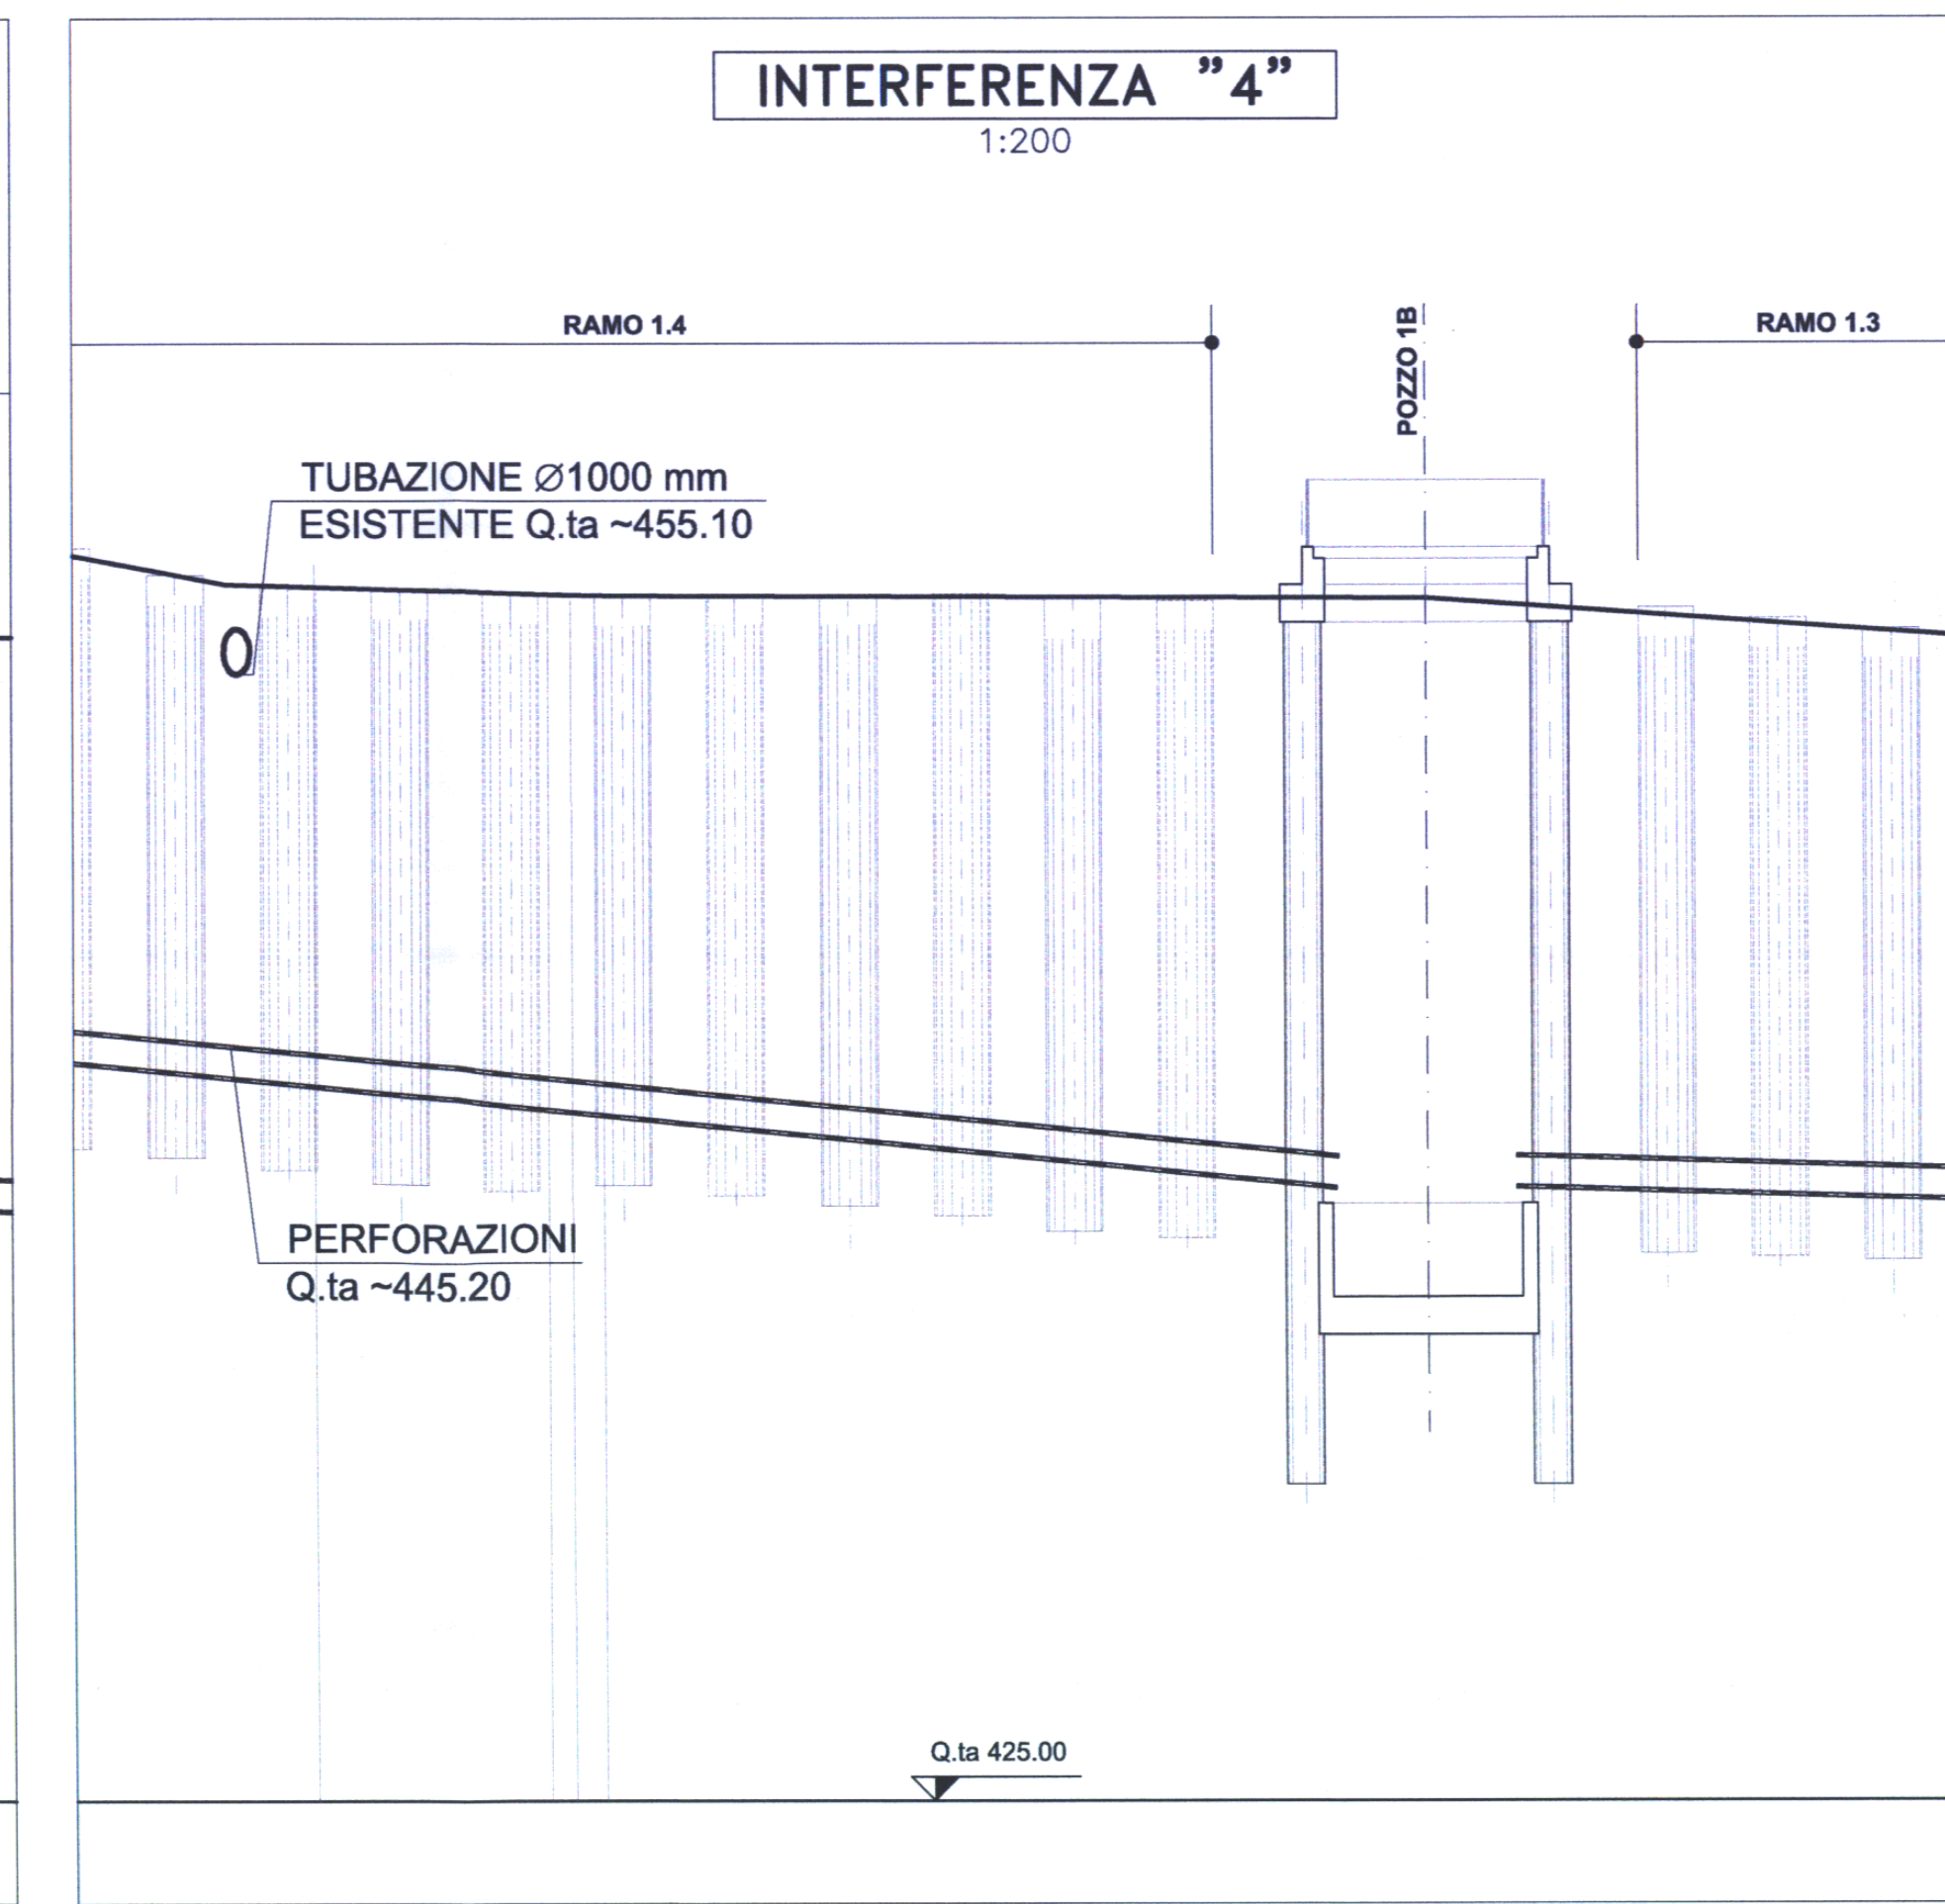 INTERFERENZA "4"
1:200
RAMO 1.4
POZZO 1B
RAMO 1.3
TUBAZIONE Ø1000 mm
ESISTENTE Q.ta ~455.10
PERFORAZIONI
Q.ta ~445.20
Q.ta 425.00